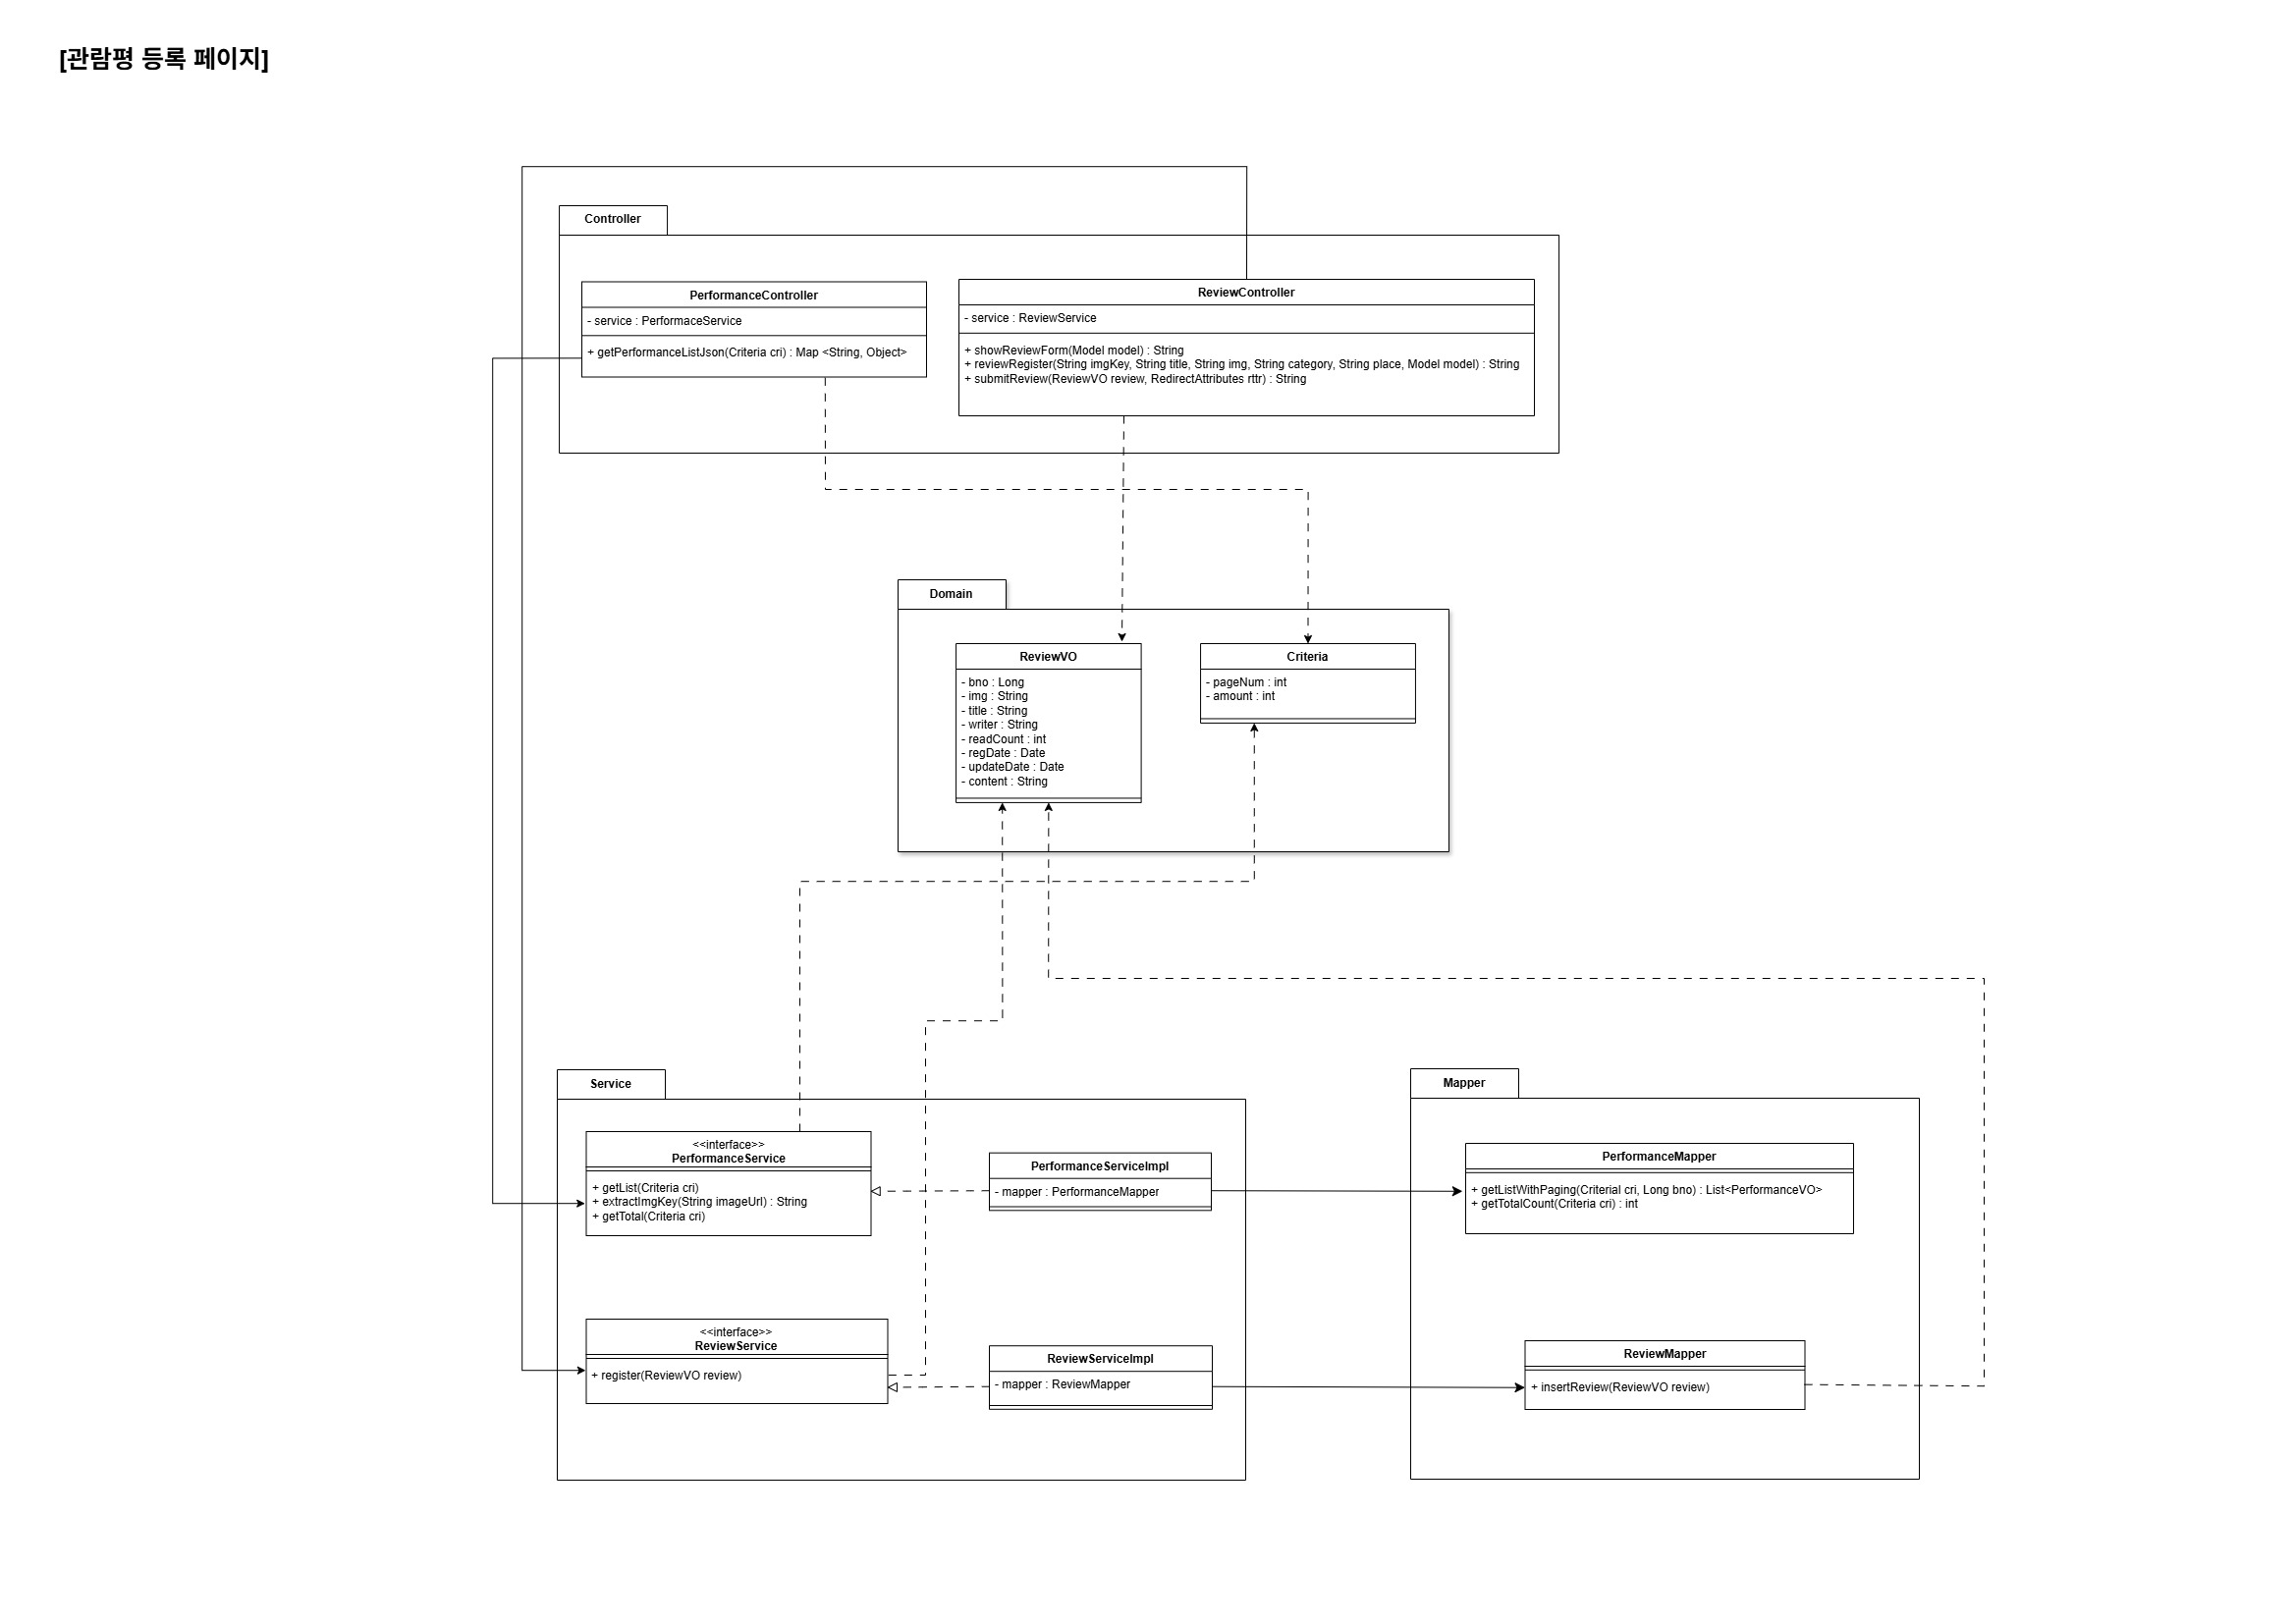 [관람평 등록 페이지]
Controller
PerformanceController
- service : PerformaceService
+ getPerformanceListJson(Criteria cri) : Map <String, Object>
ReviewController
- service : ReviewService
+ showReviewForm(Model model) : String
+ reviewRegister(String imgKey, String title, String img, String category, String place, Model model) : String
+ submitReview(ReviewVO review, RedirectAttributes rttr) : String
Domain
ReviewVO
- bno : Long
- img : String
- title : String
- writer : String
- readCount : int
- regDate : Date
- updateDate : Date
- content : String
Criteria
- pageNum : int
- amount : int
Service
<<interface>>
PerformanceService
+ getList(Criteria cri)
+ extractImgKey(String imageUrl) : String
+ getTotal(Criteria cri)
PerformanceServiceImpl
- mapper : PerformanceMapper
<<interface>>
ReviewService
+ register(ReviewVO review)
ReviewServiceImpl
- mapper : ReviewMapper
Mapper
PerformanceMapper
+ getListWithPaging(Criterial cri, Long bno) : List<PerformanceVO>
+ getTotalCount(Criteria cri) : int
ReviewMapper
+ insertReview(ReviewVO review)